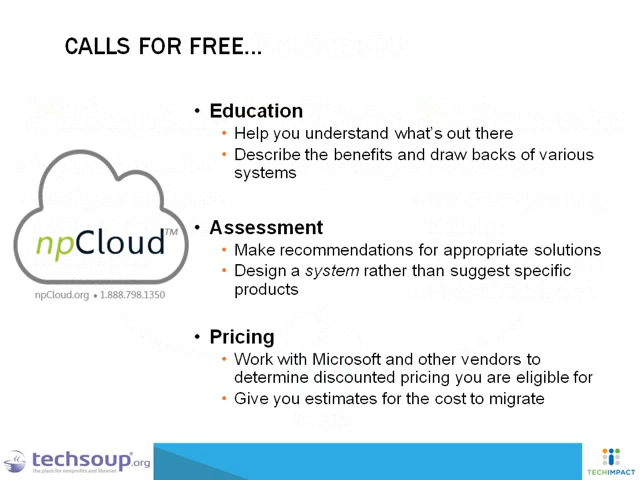 CALLS FOR FREE...
• Education
• Help you understand what's out there
• Describe the benefits and draw backs of various
systems
npCloud™
npCloud.org • 1.888.798.1350
• Assessment
• Make recommendations for appropriate solutions
• Design a system rather than suggest specific
products
• Pricing
• Work with Microsoft and other vendors to
determine discounted pricing you are eligible for
• Give you estimates for the cost to migrate
techsoup.org
the place for nonprofits and libraries
TECHIMPACT